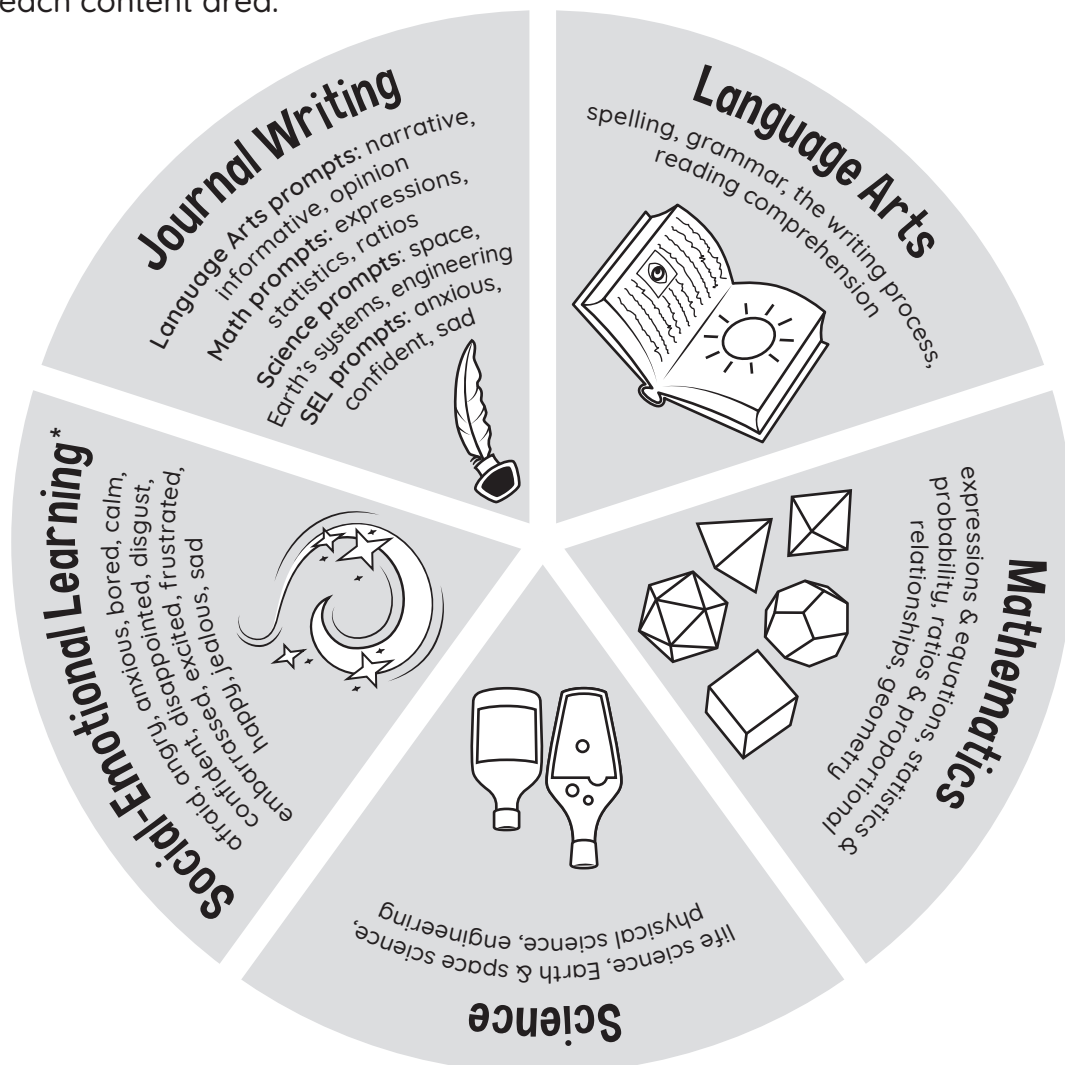 each content area.
Journal Writing
Language Arts prompts: narrative,
informative, opinion
Math prompts: expressions,
statistics, ratios
Science prompts: space,
Earth's systems, engineering
SEL prompts: anxious,
confident, sad
Language Arts
spelling, grammar, the writing process,
reading comprehension
Mathematics
expressions & equations, statistics &
probability, ratios & proportional
relationships, geometry
Science
life science, Earth & space science,
physical science, engineering
Social-Emotional Learning*
afraid, angry, anxious, bored, calm,
confident, disappointed, disgust,
embarrassed, excited, frustrated,
happy, jealous, sad